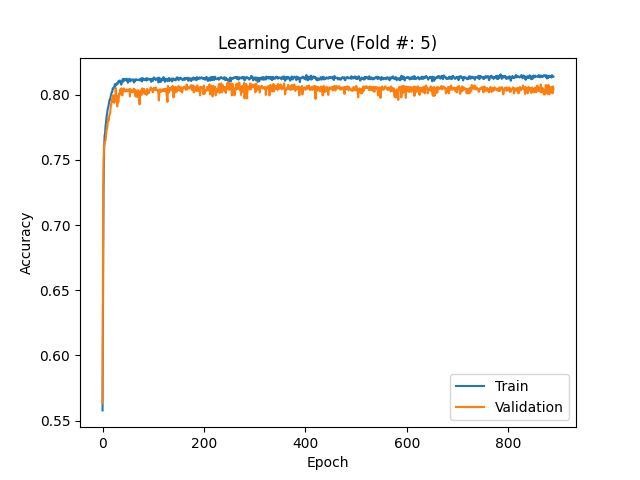 Learning Curve (Fold #: 5)
Accuracy
0.80
0.75
0.70
0.65
0.60
0.55
0 200 400 600 800
Epoch
Train
Validation